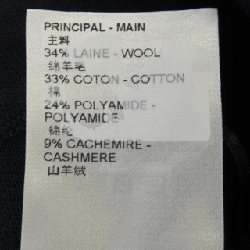 PRINCIPAL - MAIN
主料
34% LAINE - WOOL
绵羊毛
33% COTON - COTTON
棉
24% POLYAM -
POLYAMIDE
锦纶
9% CACHEMIRE -
CASHMERE
山羊绒